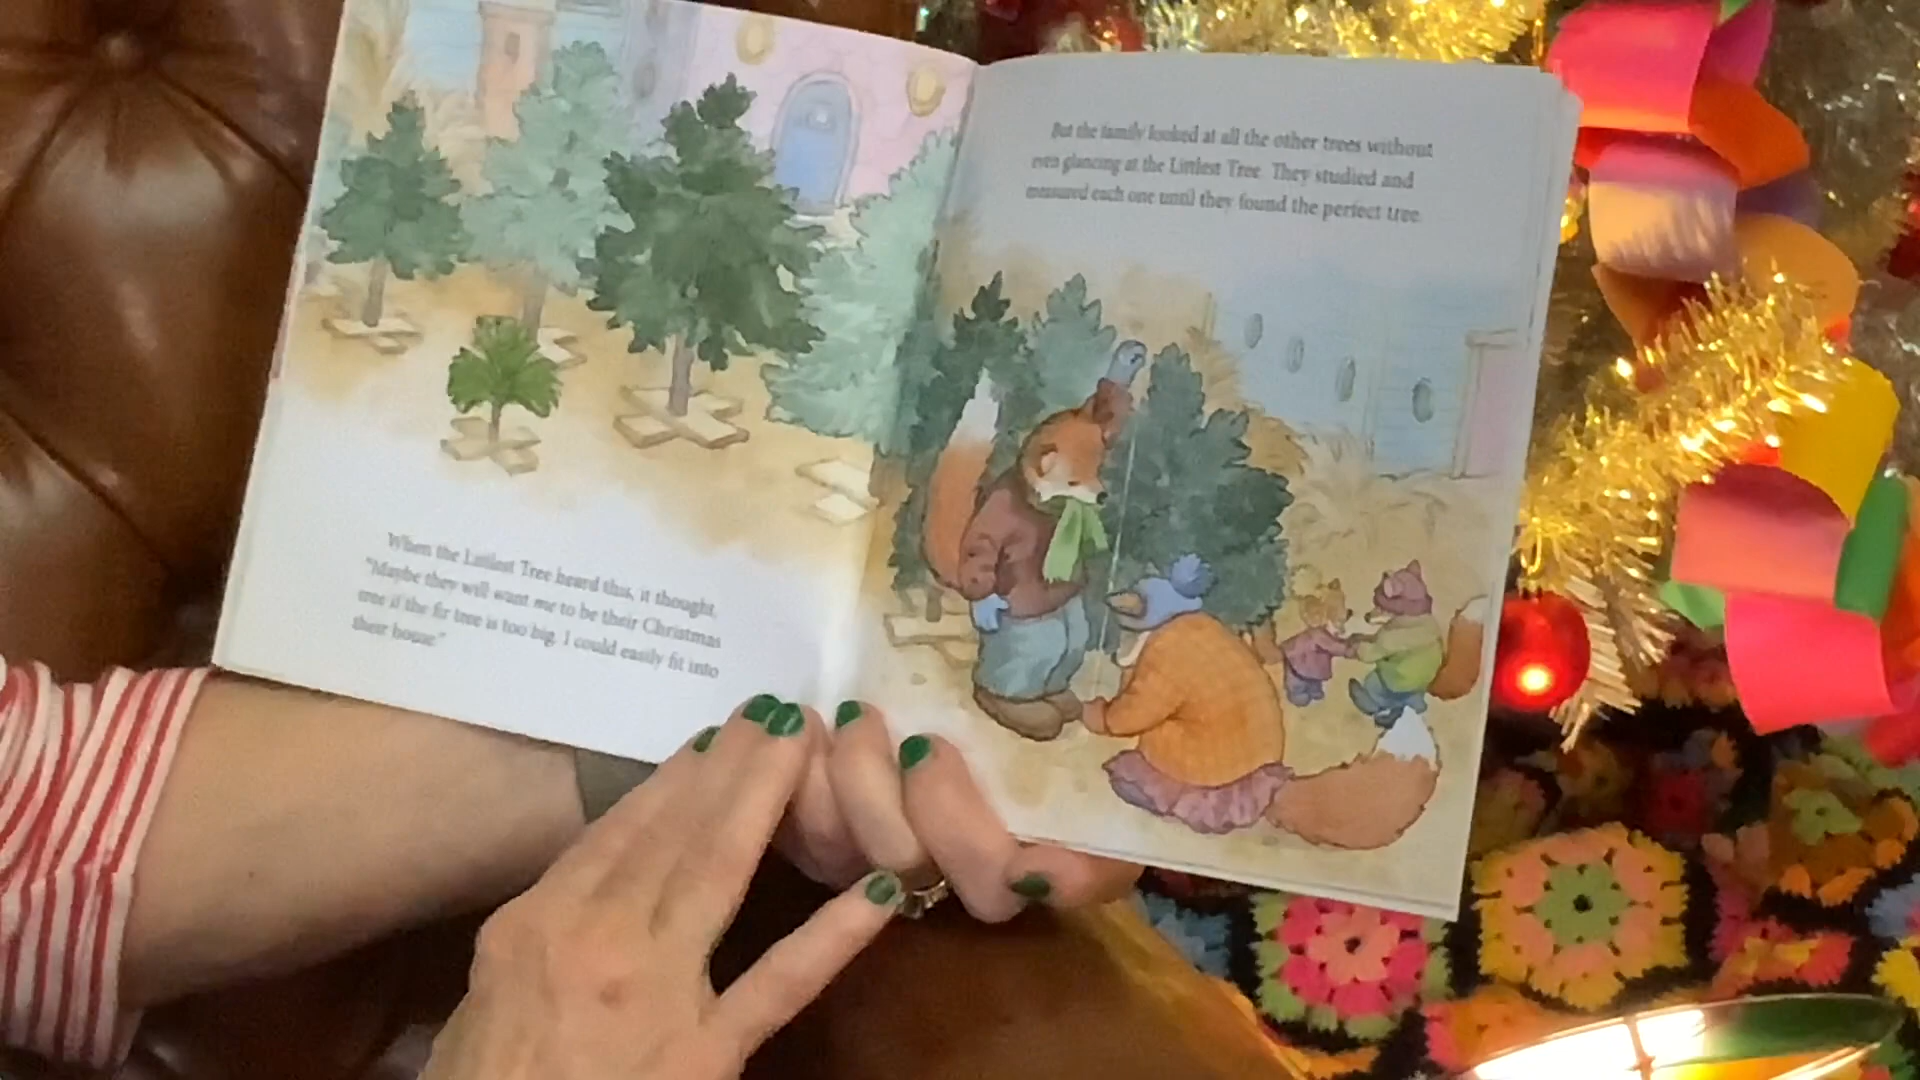 When the Littlest Tree heard this, it thought,
"Maybe they will want me to be their Christmas
tree if the fir tree is too big. I could easily fit into
their house."
But the family looked at all the other trees without
even glancing at the Littlest Tree. They studied and
measured each one until they found the perfect tree.